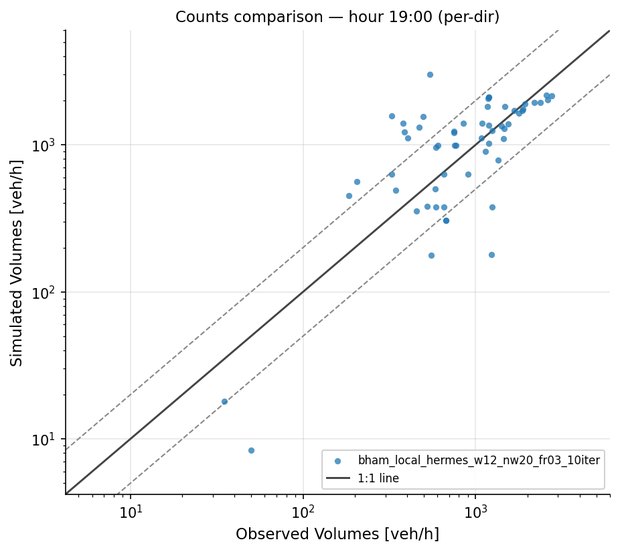 Counts comparison — hour 19:00 (per-dir)
Simulated Volumes [veh/h]
10³
10²
10¹
bham_local_hermes_w12_nw20_fr03_10iter
1:1 line
10¹ 10² 10³
Observed Volumes [veh/h]